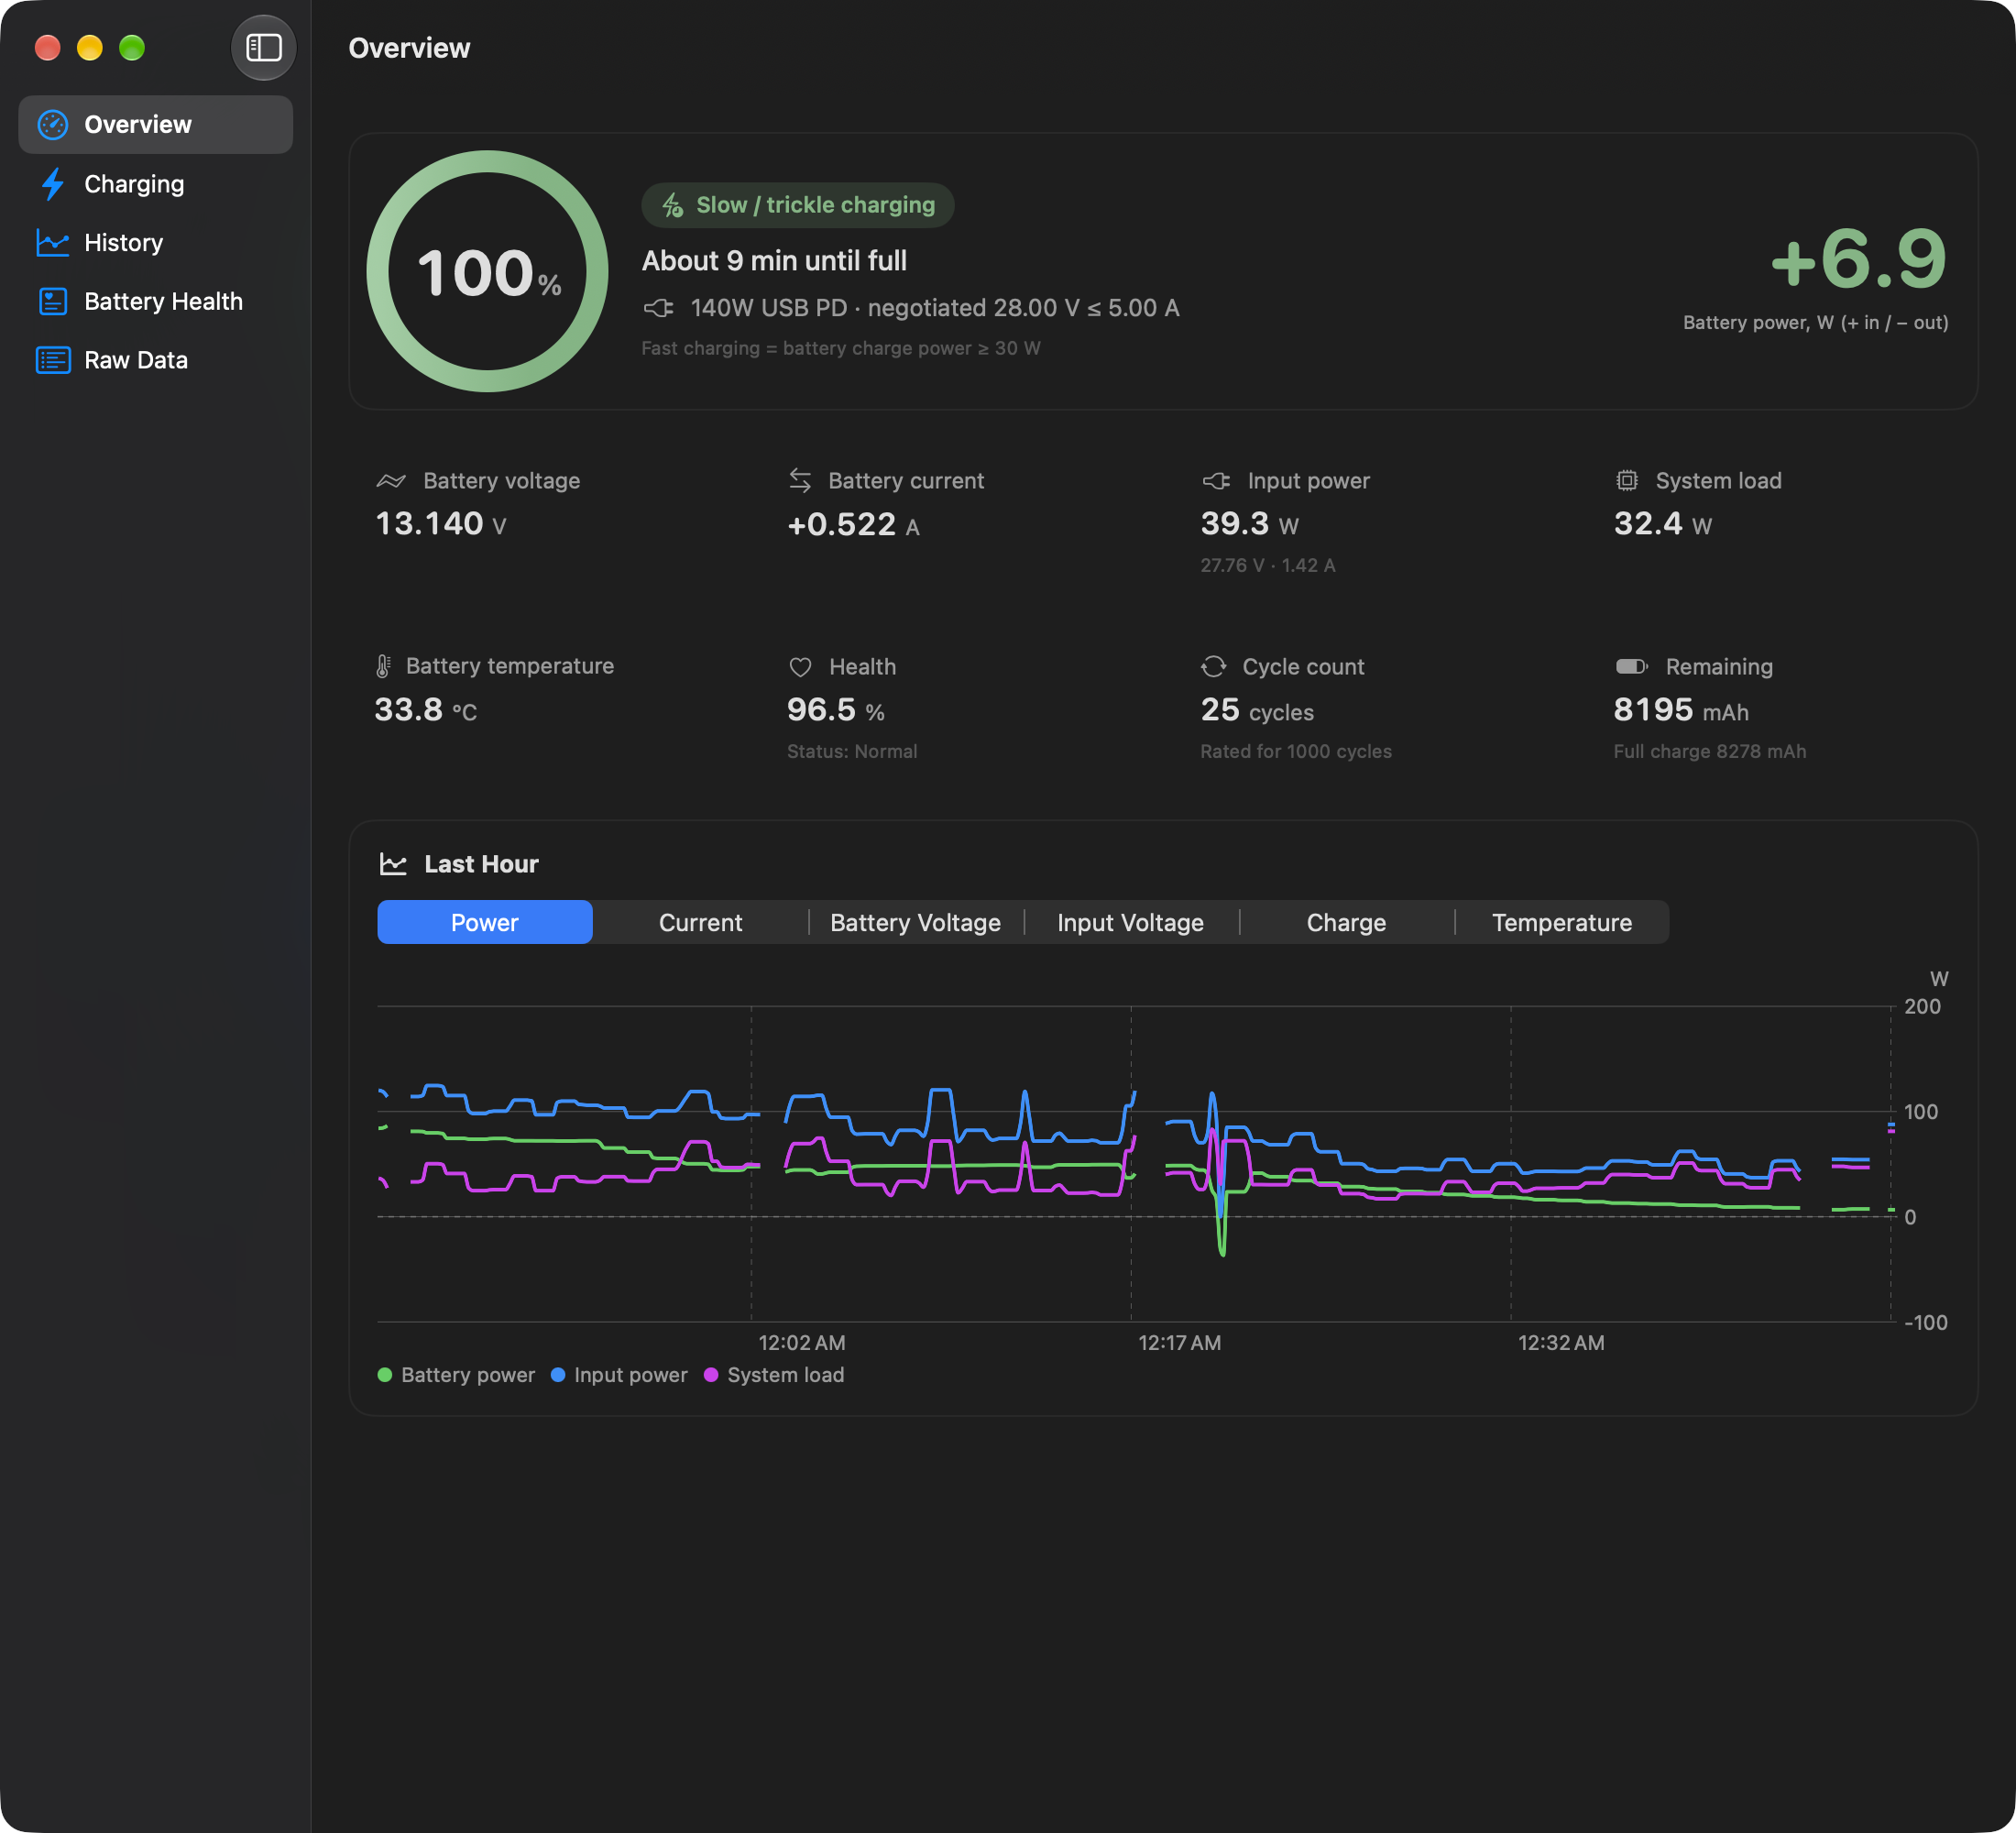 Overview
Overview
Charging
History
Battery Health
Raw Data
100%
Slow / trickle charging
About 9 min until full
140W USB PD · negotiated 28.00 V ≤ 5.00 A
Fast charging = battery charge power ≥ 30 W
+6.9
Battery power, W (+ in / – out)
Battery voltage
13.140 V
Battery current
+0.522 A
Input power
39.3 W
27.76 V · 1.42 A
System load
32.4 W
Battery temperature
33.8 °C
Health
96.5 %
Status: Normal
Cycle count
25 cycles
Rated for 1000 cycles
Remaining
8195 mAh
Full charge 8278 mAh
Last Hour
Power Current Battery Voltage Input Voltage Charge Temperature
W
200
100
0
-100
12:02 AM 12:17 AM 12:32 AM
Battery power Input power System load